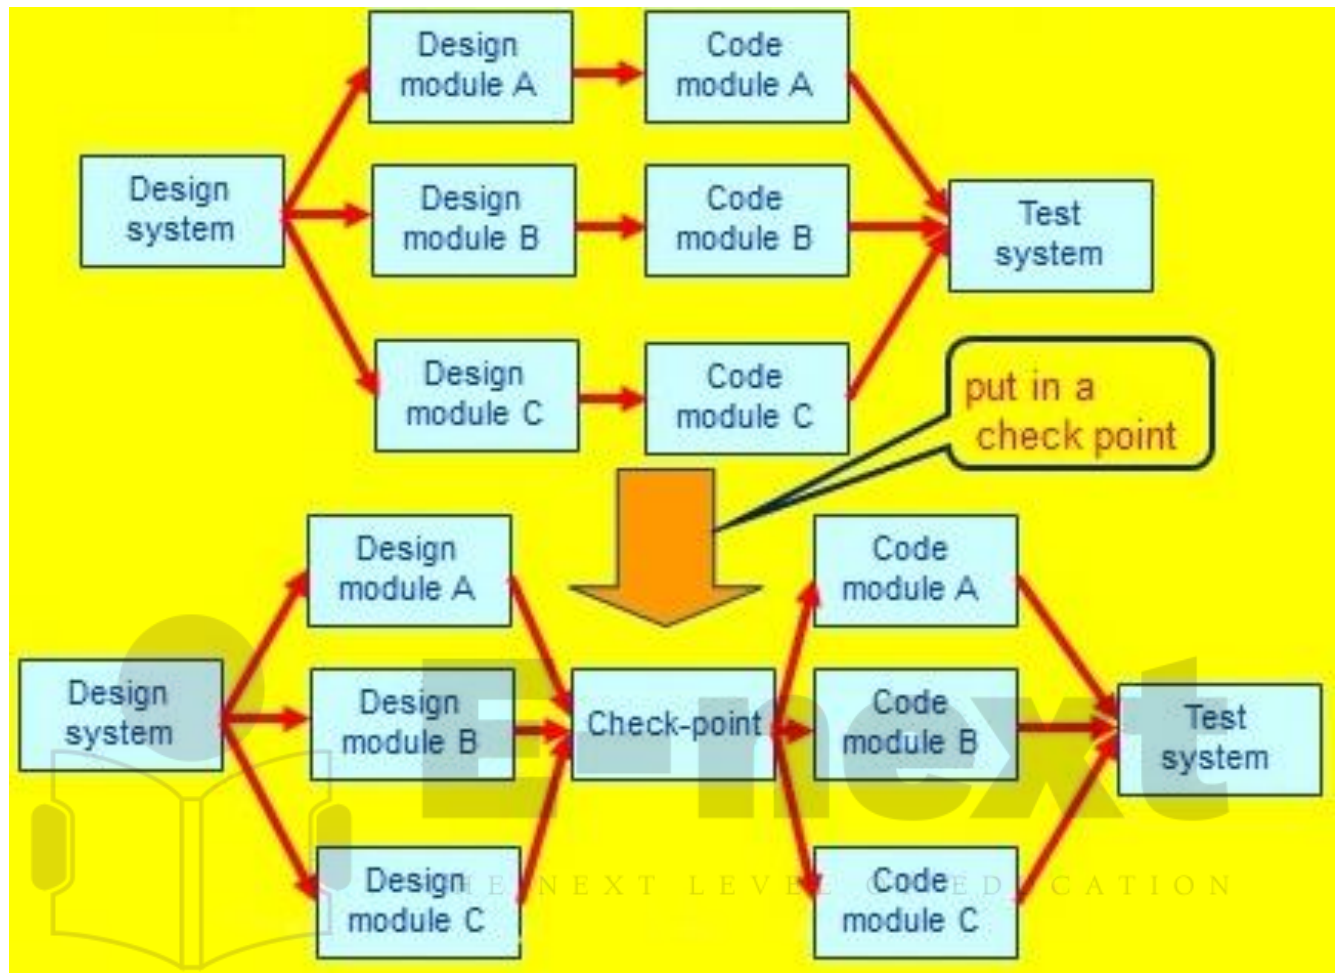 Design
module A
Code
module A
Design
system
Design
module B
Code
module B
Test
system
Design
module C
Code
module C
put in a
check point
Design
module A
Code
module A
Design
system
Design
module B
Check-point
Code
module B
Test
system
Design
module C
Code
module C
E-next
THE NEXT LEVEL OF EDUCATION